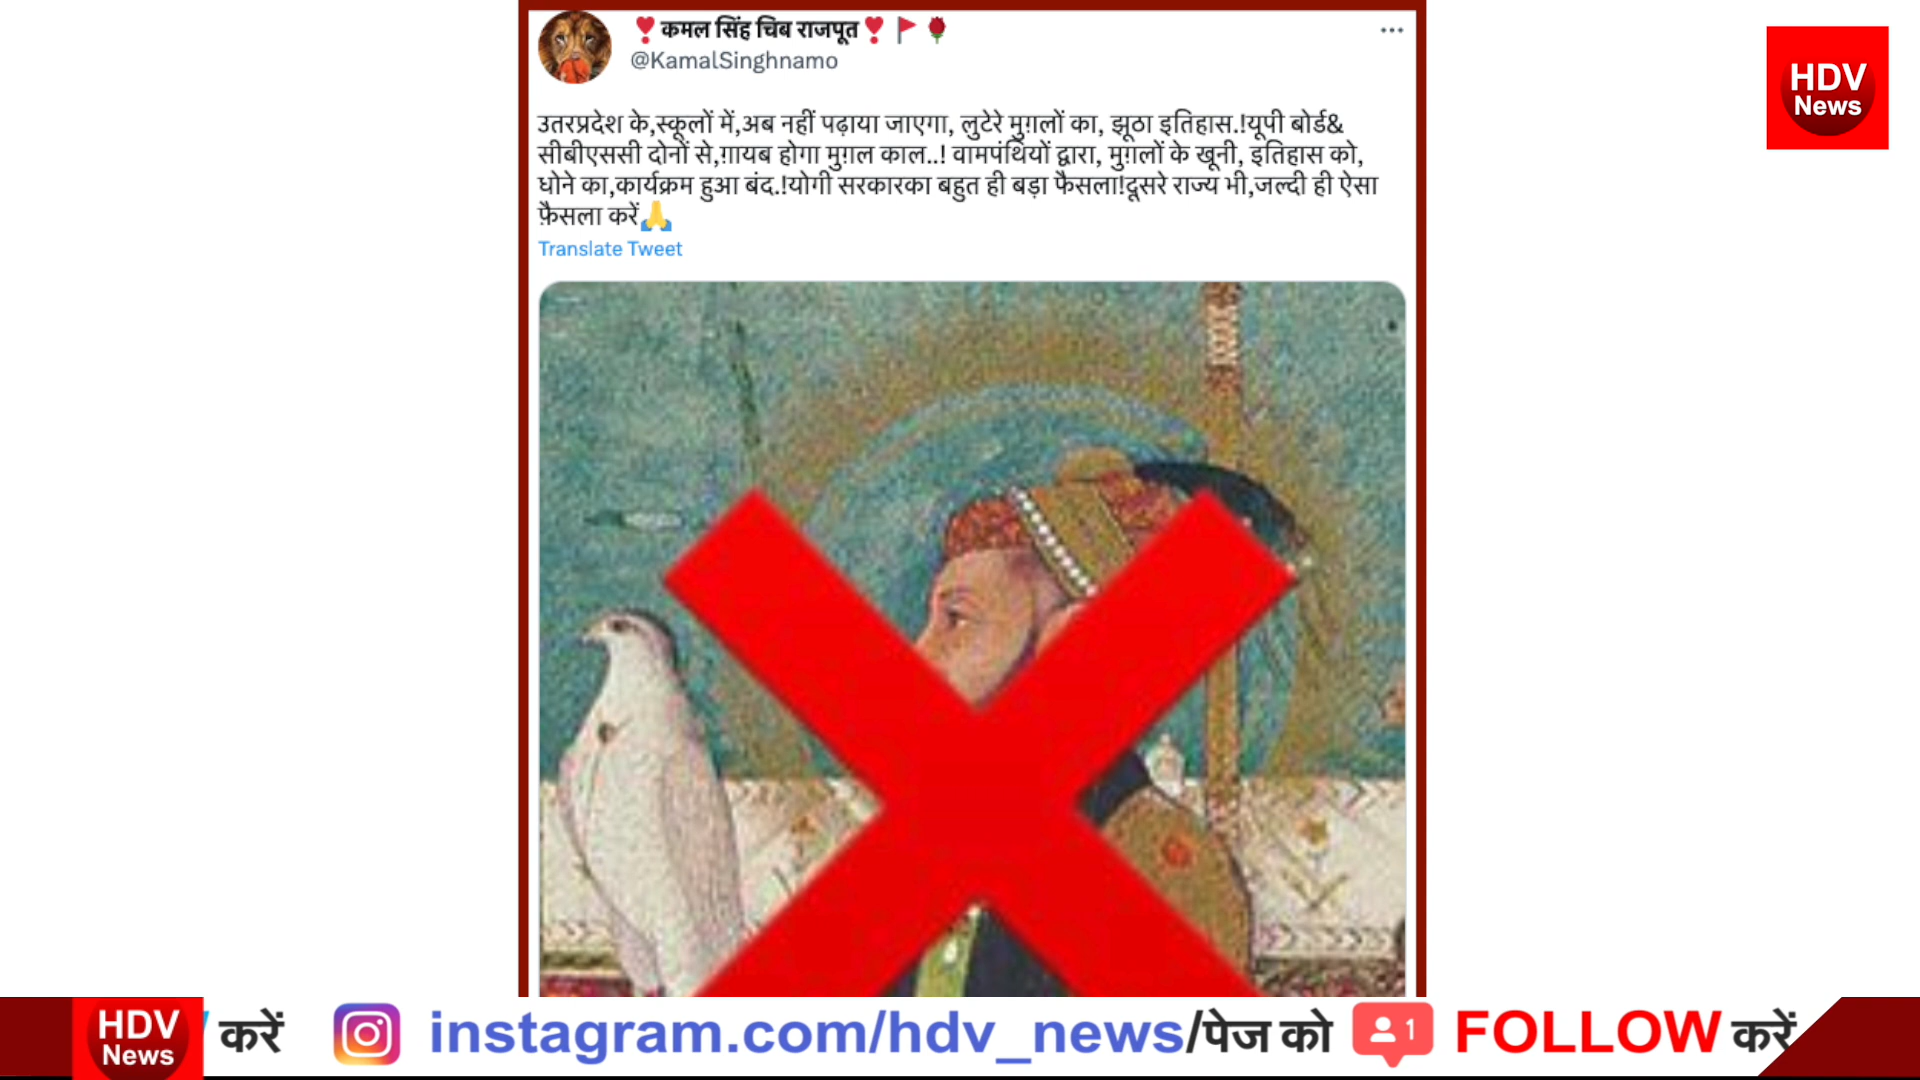 कमल सिंह चिब राजपूत
@KamalSinghnamo
HDV
News
उतरप्रदेश के,स्कूलों में,अब नहीं पढ़ाया जाएगा, लुटेरे मुग़लों का, झूठा इतिहास.!यूपी बोर्ड&
सीबीएससी दोनों से,ग़ायब होगा मुग़ल काल..! वामपंथियों द्वारा, मुग़लों के खूनी, इतिहास को,
धोने का,कार्यक्रम हुआ बंद.!योगी सरकारका बहुत ही बड़ा फैसला!दूसरे राज्य भी,जल्दी ही ऐसा
फ़ैसला करें
Translate Tweet
HDV
News
करें instagram.com/hdv_news/पेज को 1 FOLLOW करें